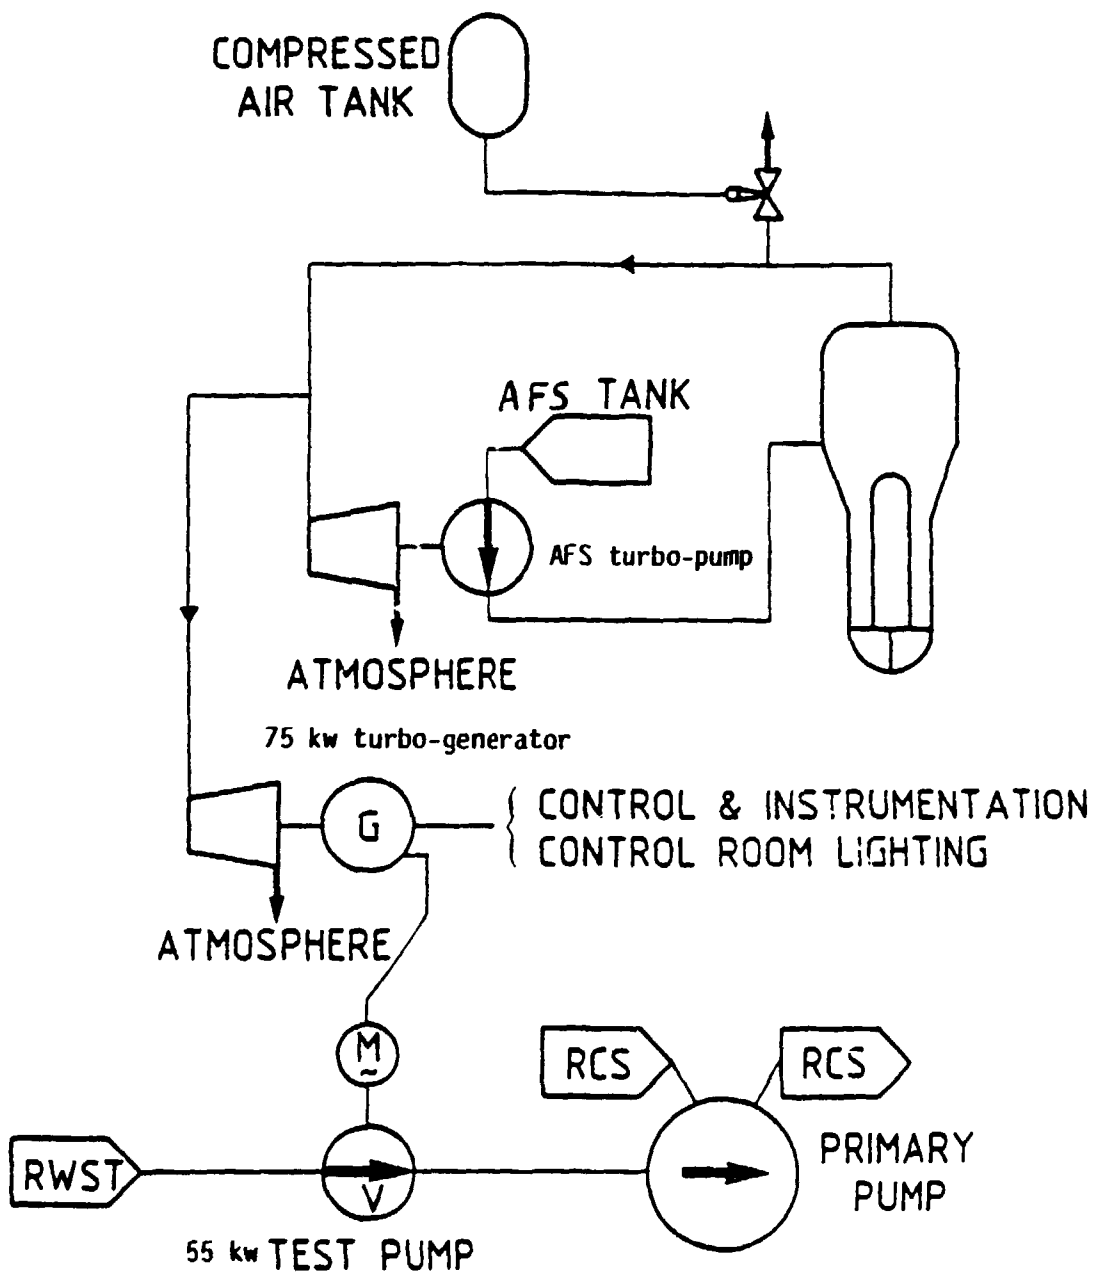 COMPRESSED
AIR TANK
AFS TANK
AFS turbo-pump
ATMOSPHERE
75 kw turbo-generator
G
CONTROL & INSTRUMENTATION
CONTROL ROOM LIGHTING
ATMOSPHERE
M
~
RCS
RCS
RWST
V
PRIMARY
PUMP
55 kw TEST PUMP